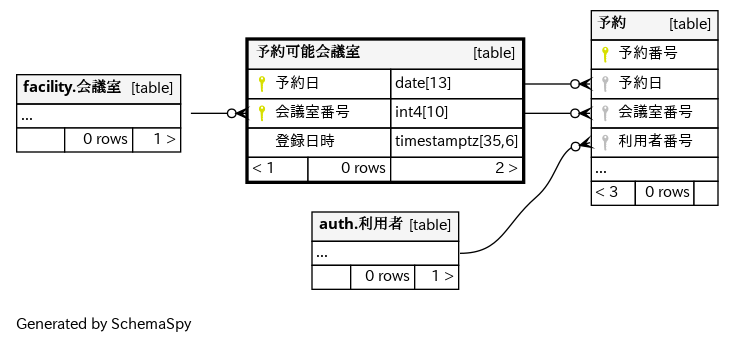 facility.会議室 [table]
...
0 rows 1 >
予約可能会議室 [table]
予約日 date[13]
会議室番号 int4[10]
登録日時 timestamptz[35,6]
< 1 0 rows 2 >
予約 [table]
予約番号
予約日
会議室番号
利用者番号
...
< 3 0 rows
auth.利用者 [table]
...
0 rows 1 >
Generated by SchemaSpy